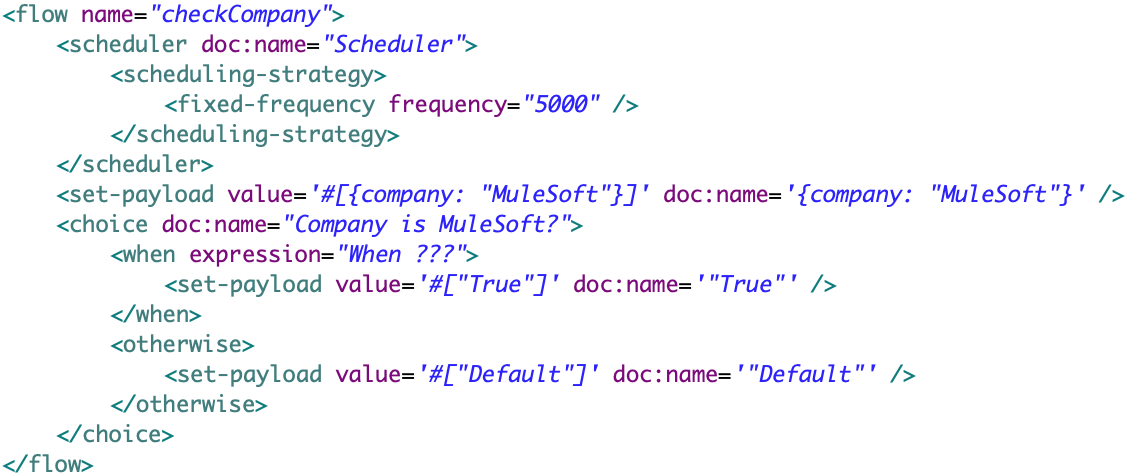 <flow name="checkCompany">
    <scheduler doc:name="Scheduler">
        <scheduling-strategy>
            <fixed-frequency frequency="5000" />
        </scheduling-strategy>
    </scheduler>
    <set-payload value='#[{company: "MuleSoft"}]' doc:name='{company: "MuleSoft"}' />
    <choice doc:name="Company is MuleSoft?">
        <when expression="When ???">
            <set-payload value='#["True"]' doc:name='"True"' />
        </when>
        <otherwise>
            <set-payload value='#["Default"]' doc:name='"Default"' />
        </otherwise>
    </choice>
</flow>